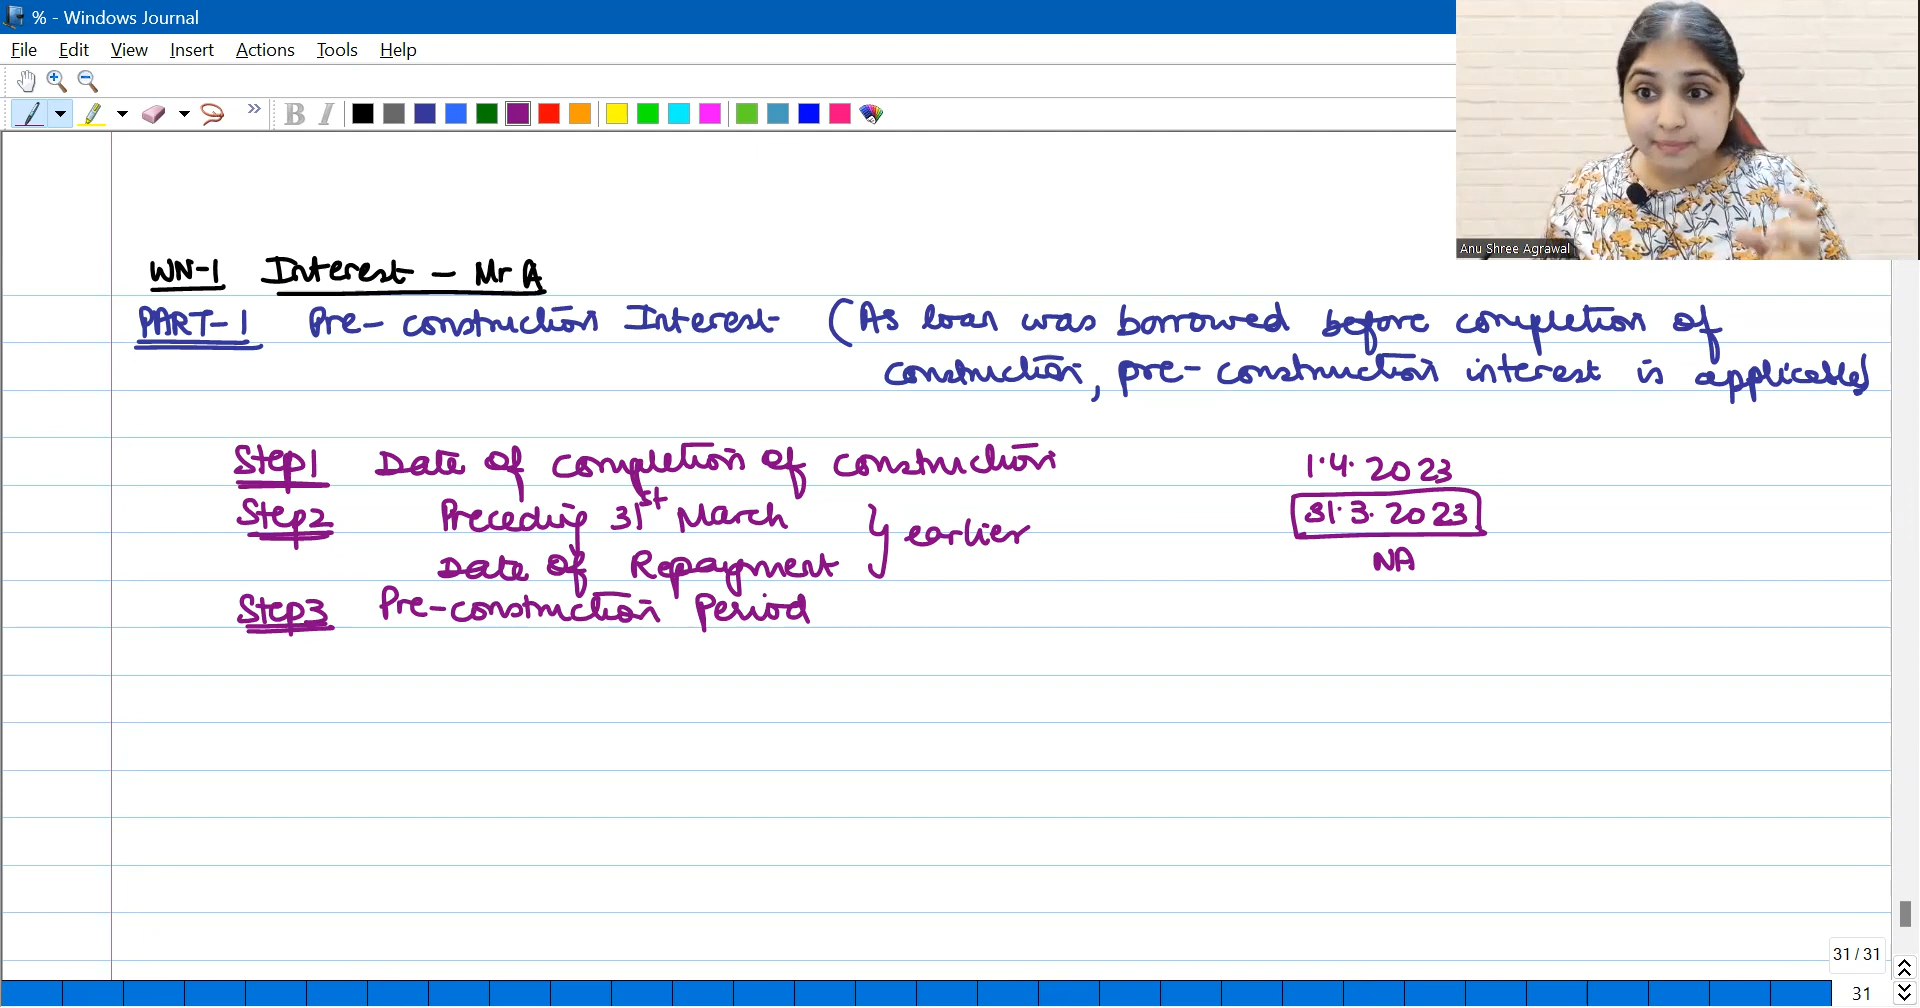 % - Windows Journal
File Edit View Insert Actions Tools Help
B I
Anu Shree Agrawal
WN-1 Interest - Mr A
PART-1 Pre-construction Interest (As loan was borrowed before completion of
construction, pre-construction interest is applicable)
Step1 Date of completion of construction 1.4.2023
Step2 Preceding 31st March } earlier 31.3.2023
Date of Repayment NA
Step3 Pre-construction Period
31 / 31
31